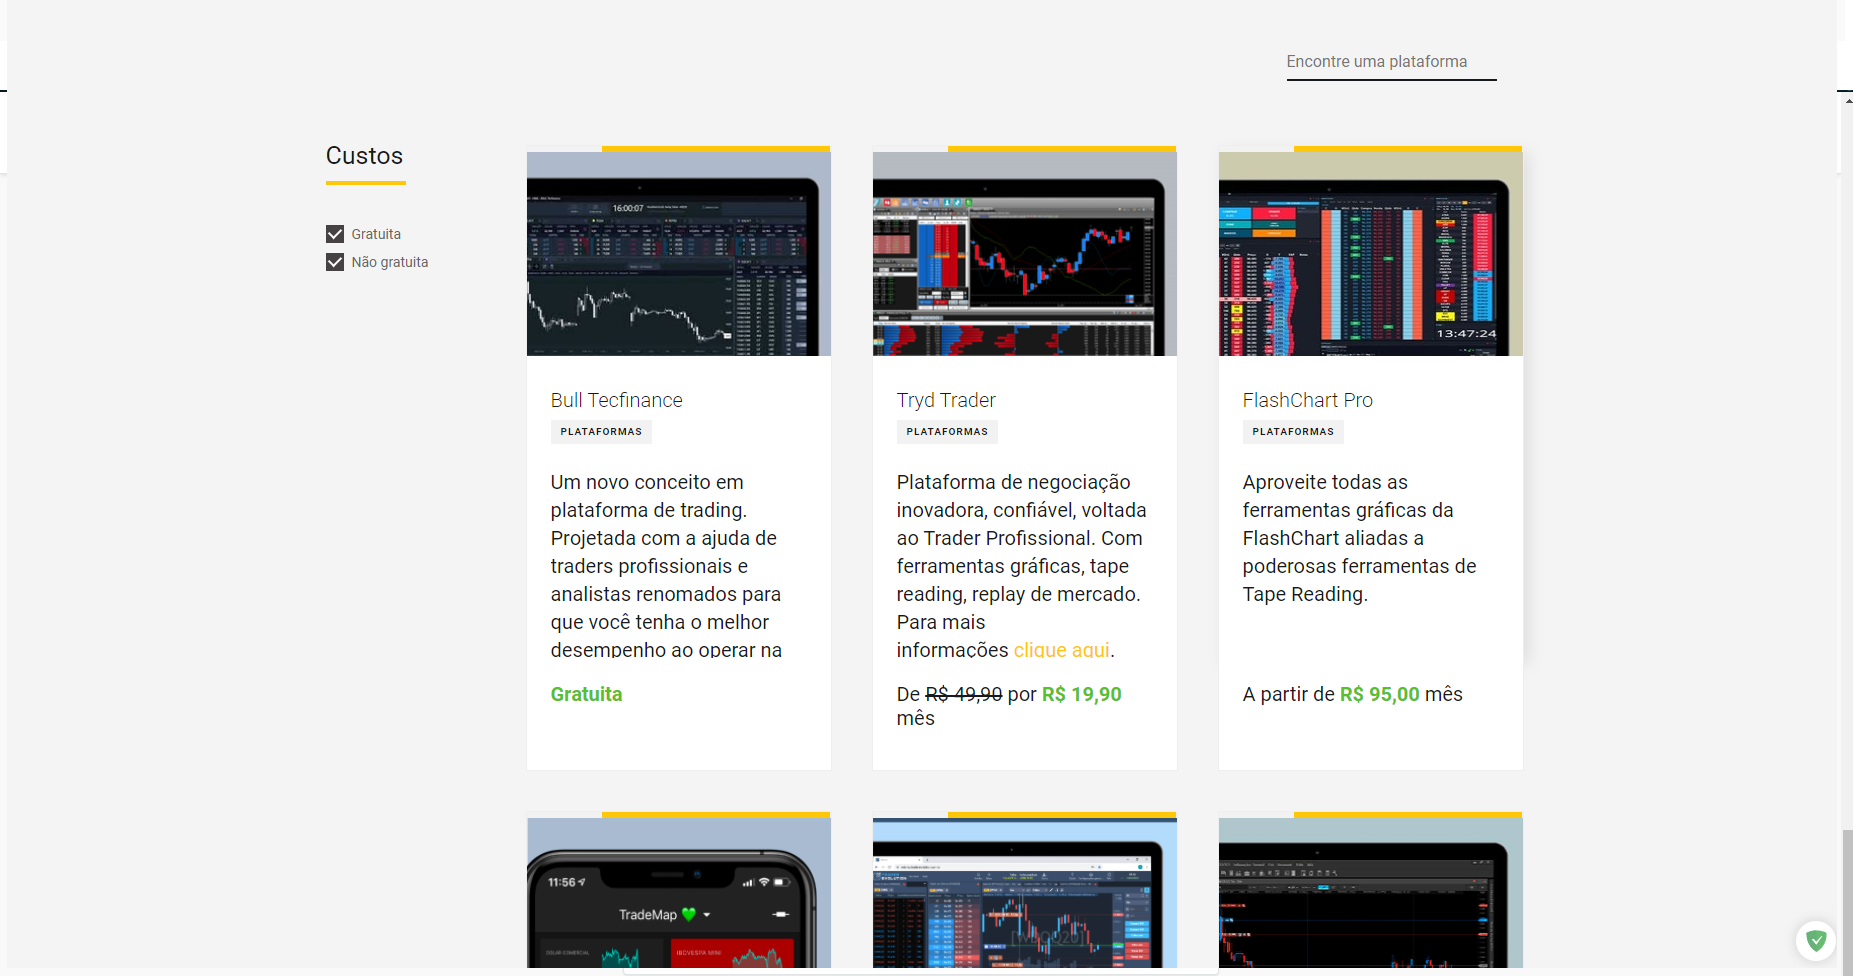 Encontre uma plataforma
Custos
Gratuita
Não gratuita
16:00:07
13:47:24
Bull Tecfinance
PLATAFORMAS
Um novo conceito em
plataforma de trading.
Projetada com a ajuda de
traders profissionais e
analistas renomados para
que você tenha o melhor
desempenho ao operar na
Gratuita
Tryd Trader
PLATAFORMAS
Plataforma de negociação
inovadora, confiável, voltada
ao Trader Profissional. Com
ferramentas gráficas, tape
reading, replay de mercado.
Para mais
informações clique aqui.
De R$ 49,90 por R$ 19,90
mês
FlashChart Pro
PLATAFORMAS
Aproveite todas as
ferramentas gráficas da
FlashChart aliadas a
poderosas ferramentas de
Tape Reading.
A partir de R$ 95,00 mês
11:56
TradeMap
DOLAR COMERCIAL
IBOVESPA MINI